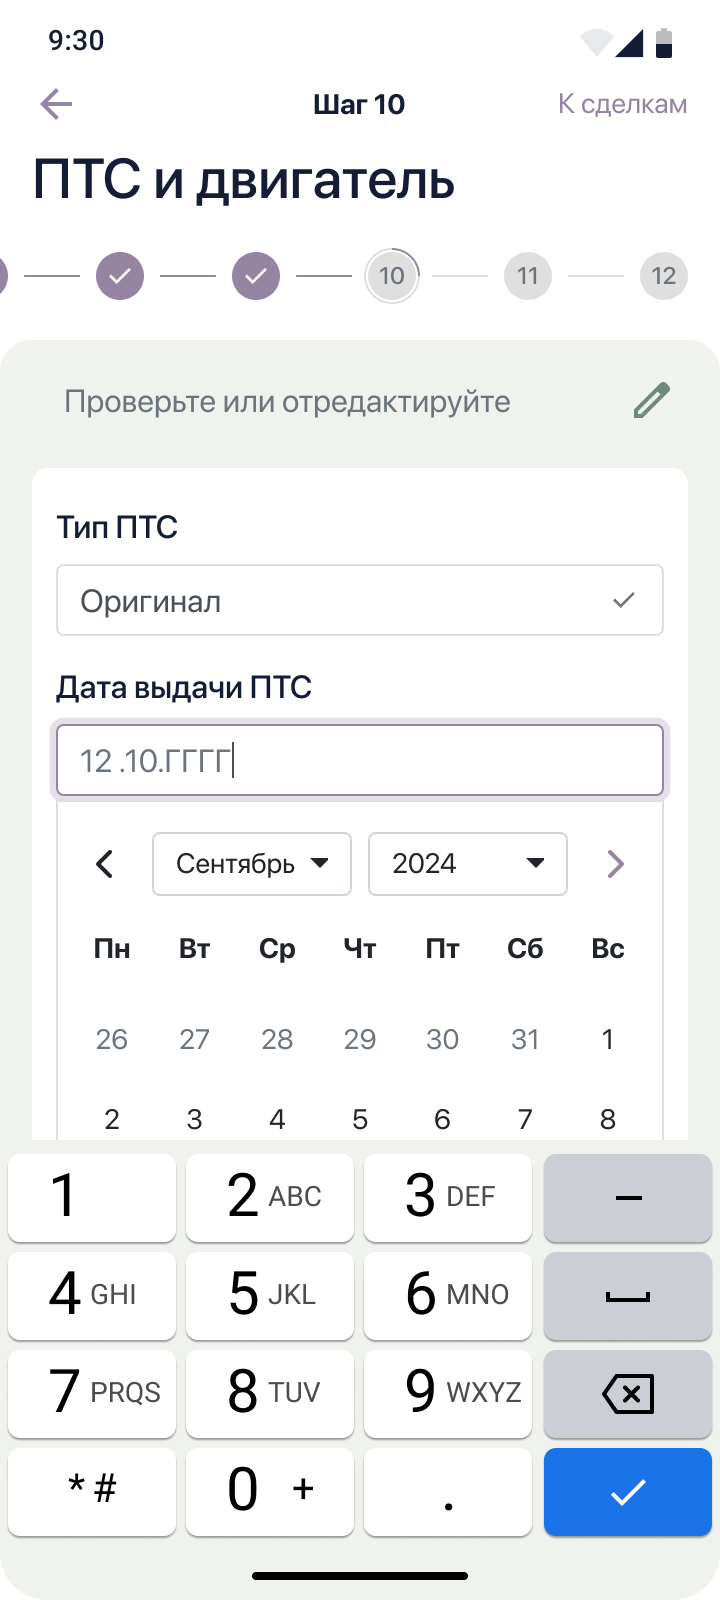 9:30
Шаг 10
К сделкам
ПТС и двигатель
10 11 12
Проверьте или отредактируйте
Тип ПТС
Оригинал
Дата выдачи ПТС
12 .10.ГГГГ
Сентябрь 2024
Пн Вт Ср Чт Пт Сб Вс
26 27 28 29 30 31 1
2 3 4 5 6 7 8
1 2 ABC 3 DEF –
4 GHI 5 JKL 6 MNO
7 PRQS 8 TUV 9 WXYZ
* # 0 + .